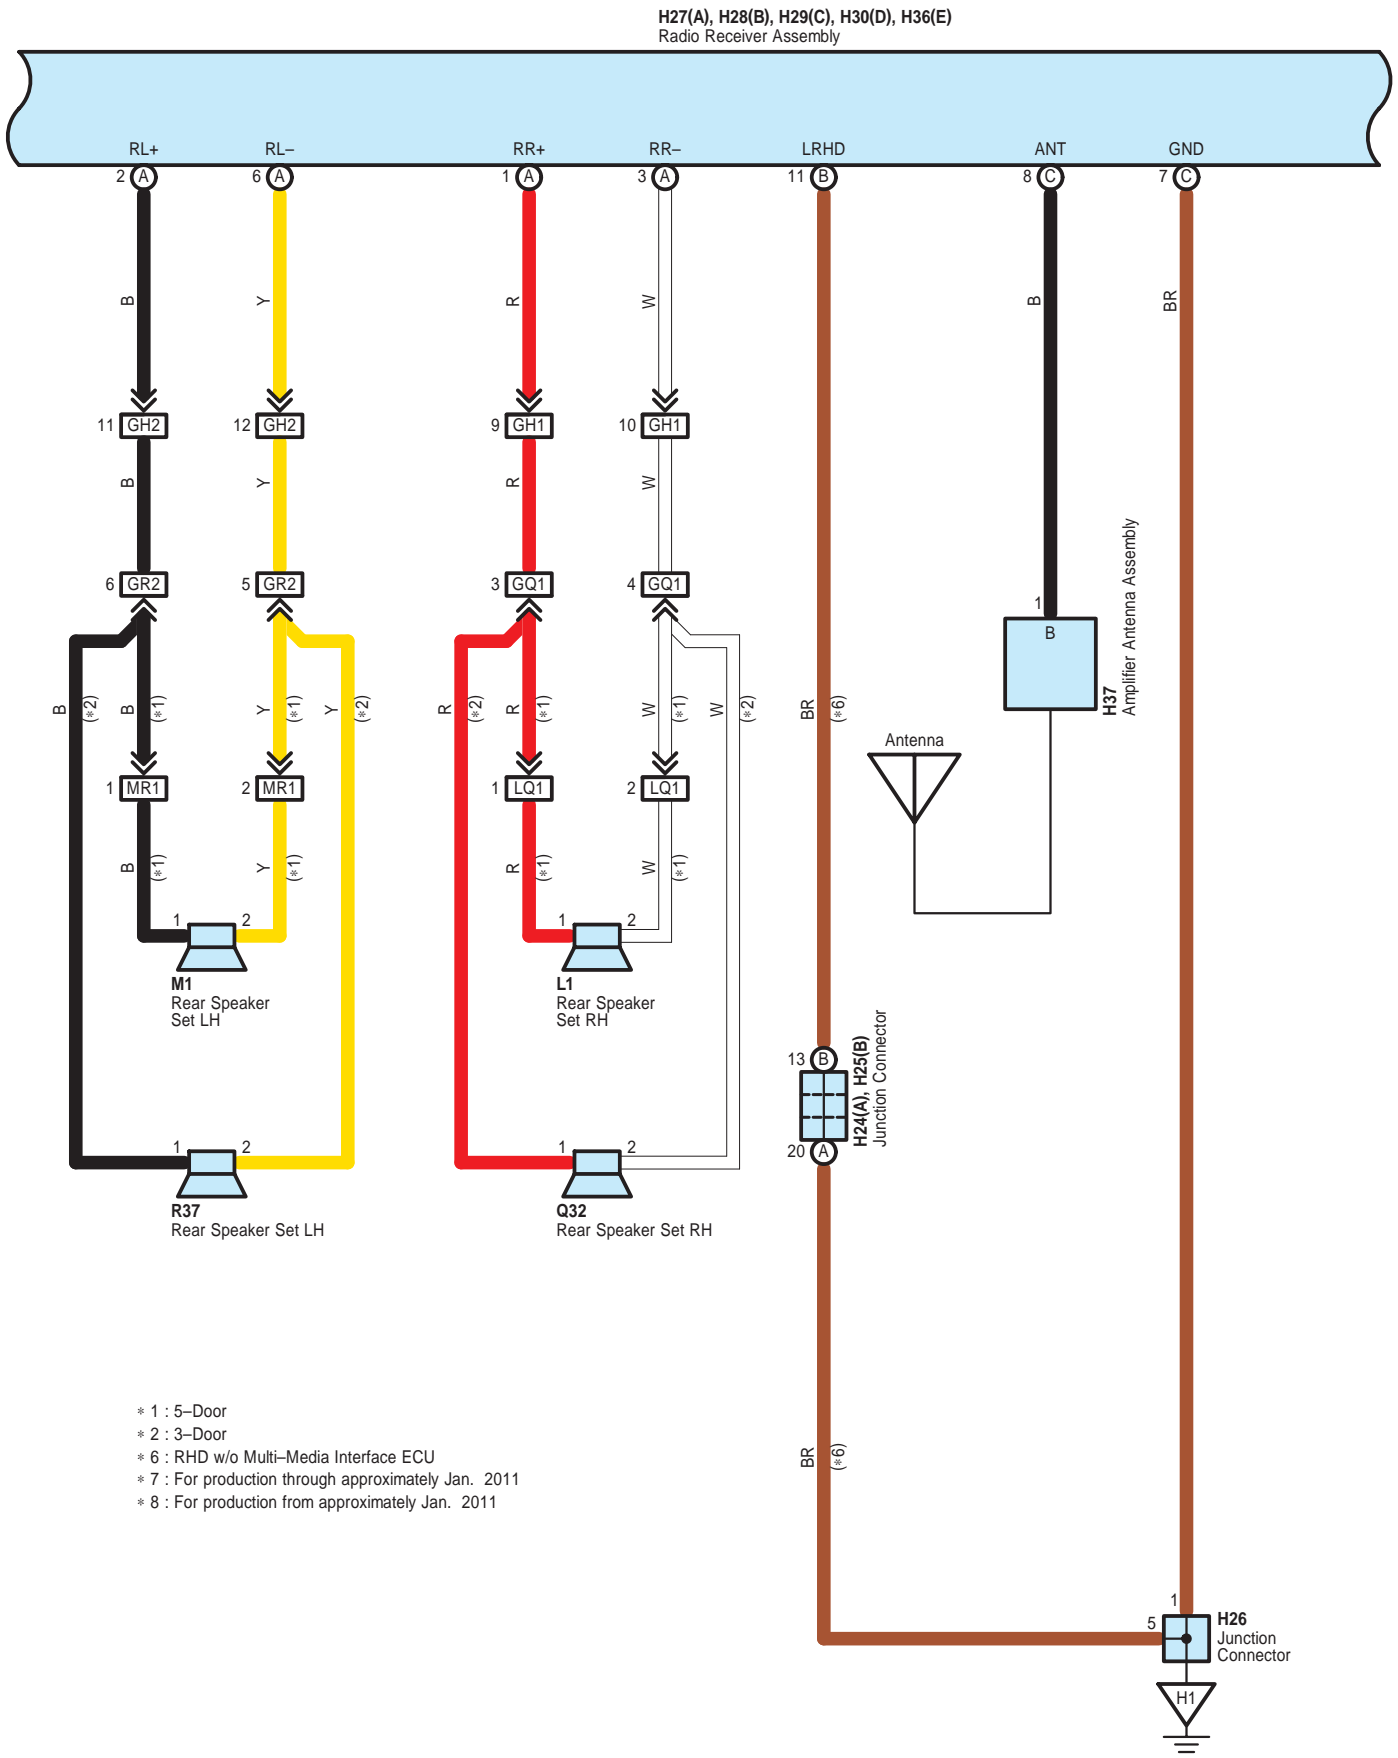 H27(A), H28(B), H29(C), H30(D), H36(E)
Radio Receiver Assembly
RL+ RL– RR+ RR– LRHD ANT GND
2 A 6 A 1 A 3 A 11 B 8 C 7 C
B Y R W B BR
11 GH2 12 GH2 9 GH1 10 GH1
B Y R W
6 GR2 5 GR2 3 GQ1 4 GQ1
1
B
H37
Amplifier Antenna Assembly
B (*2) B (*1) Y (*1) Y (*2) R (*2) R (*1) W (*1) W (*2) BR (*6)
Antenna
1 MR1 2 MR1 1 LQ1 2 LQ1
B (*1) Y (*1) R (*1) W (*1)
1 2 1 2
M1
Rear Speaker
Set LH
L1
Rear Speaker
Set RH
13 B
H24(A), H25(B)
Junction Connector
20 A
1 2 1 2
R37
Rear Speaker Set LH
Q32
Rear Speaker Set RH
* 1 : 5–Door
* 2 : 3–Door
* 6 : RHD w/o Multi–Media Interface ECU
* 7 : For production through approximately Jan. 2011
* 8 : For production from approximately Jan. 2011
BR (*6)
1
5
H26
Junction
Connector
H1